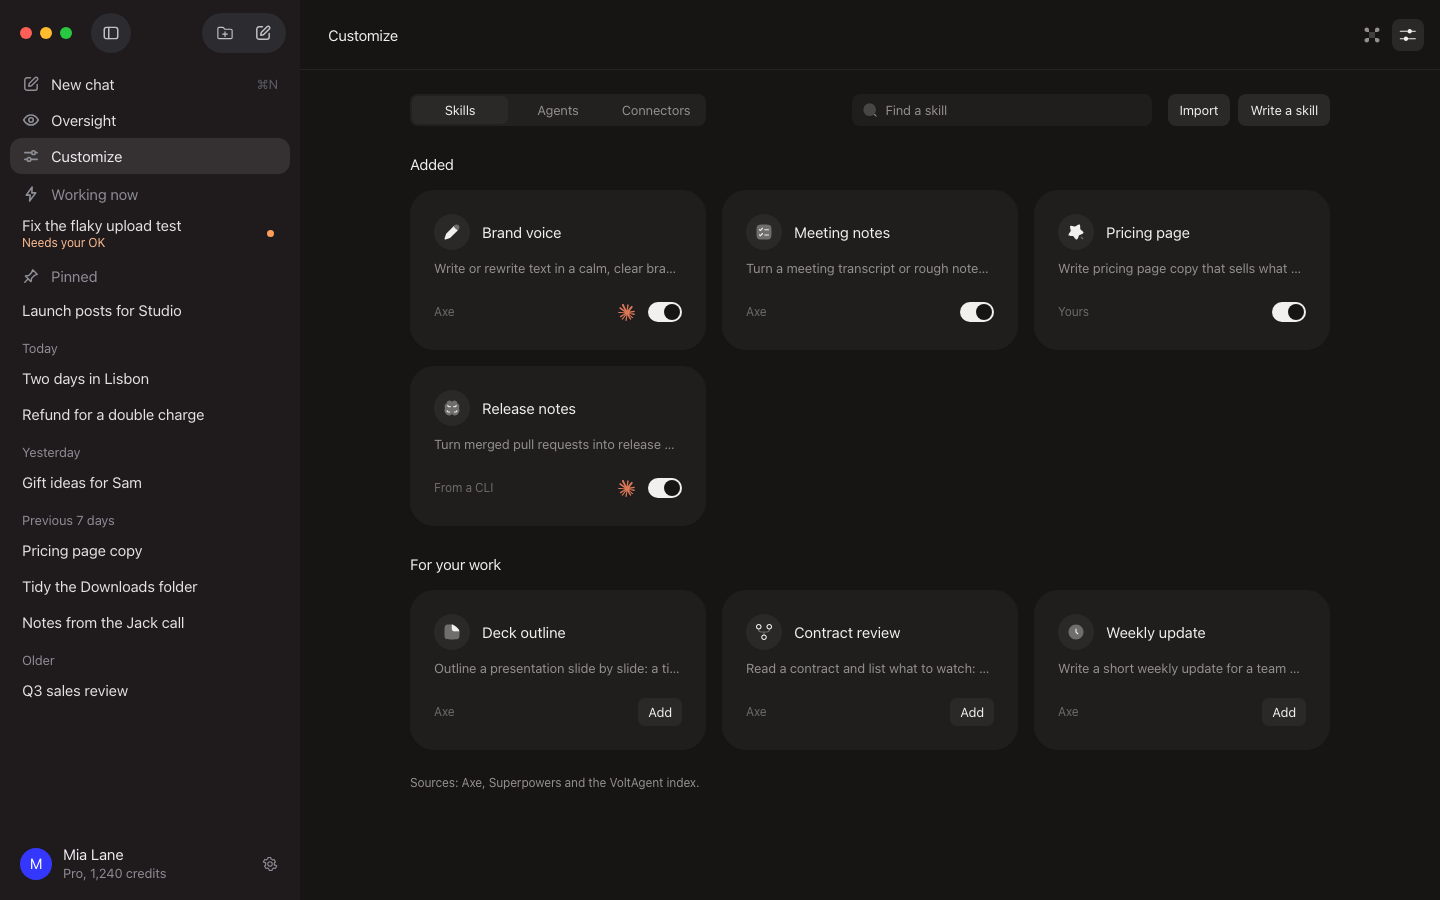 Customize
New chat
⌘N
Oversight
Customize
Working now
Fix the flaky upload test
Needs your OK
Pinned
Launch posts for Studio
Today
Two days in Lisbon
Refund for a double charge
Yesterday
Gift ideas for Sam
Previous 7 days
Pricing page copy
Tidy the Downloads folder
Notes from the Jack call
Older
Q3 sales review
M
Mia Lane
Pro, 1,240 credits
Skills
Agents
Connectors
Find a skill
Import
Write a skill
Added
Brand voice
Write or rewrite text in a calm, clear bra...
Axe
Meeting notes
Turn a meeting transcript or rough note...
Axe
Pricing page
Write pricing page copy that sells what ...
Yours
Release notes
Turn merged pull requests into release ...
From a CLI
For your work
Deck outline
Outline a presentation slide by slide: a ti...
Axe
Add
Contract review
Read a contract and list what to watch: ...
Axe
Add
Weekly update
Write a short weekly update for a team ...
Axe
Add
Sources: Axe, Superpowers and the VoltAgent index.